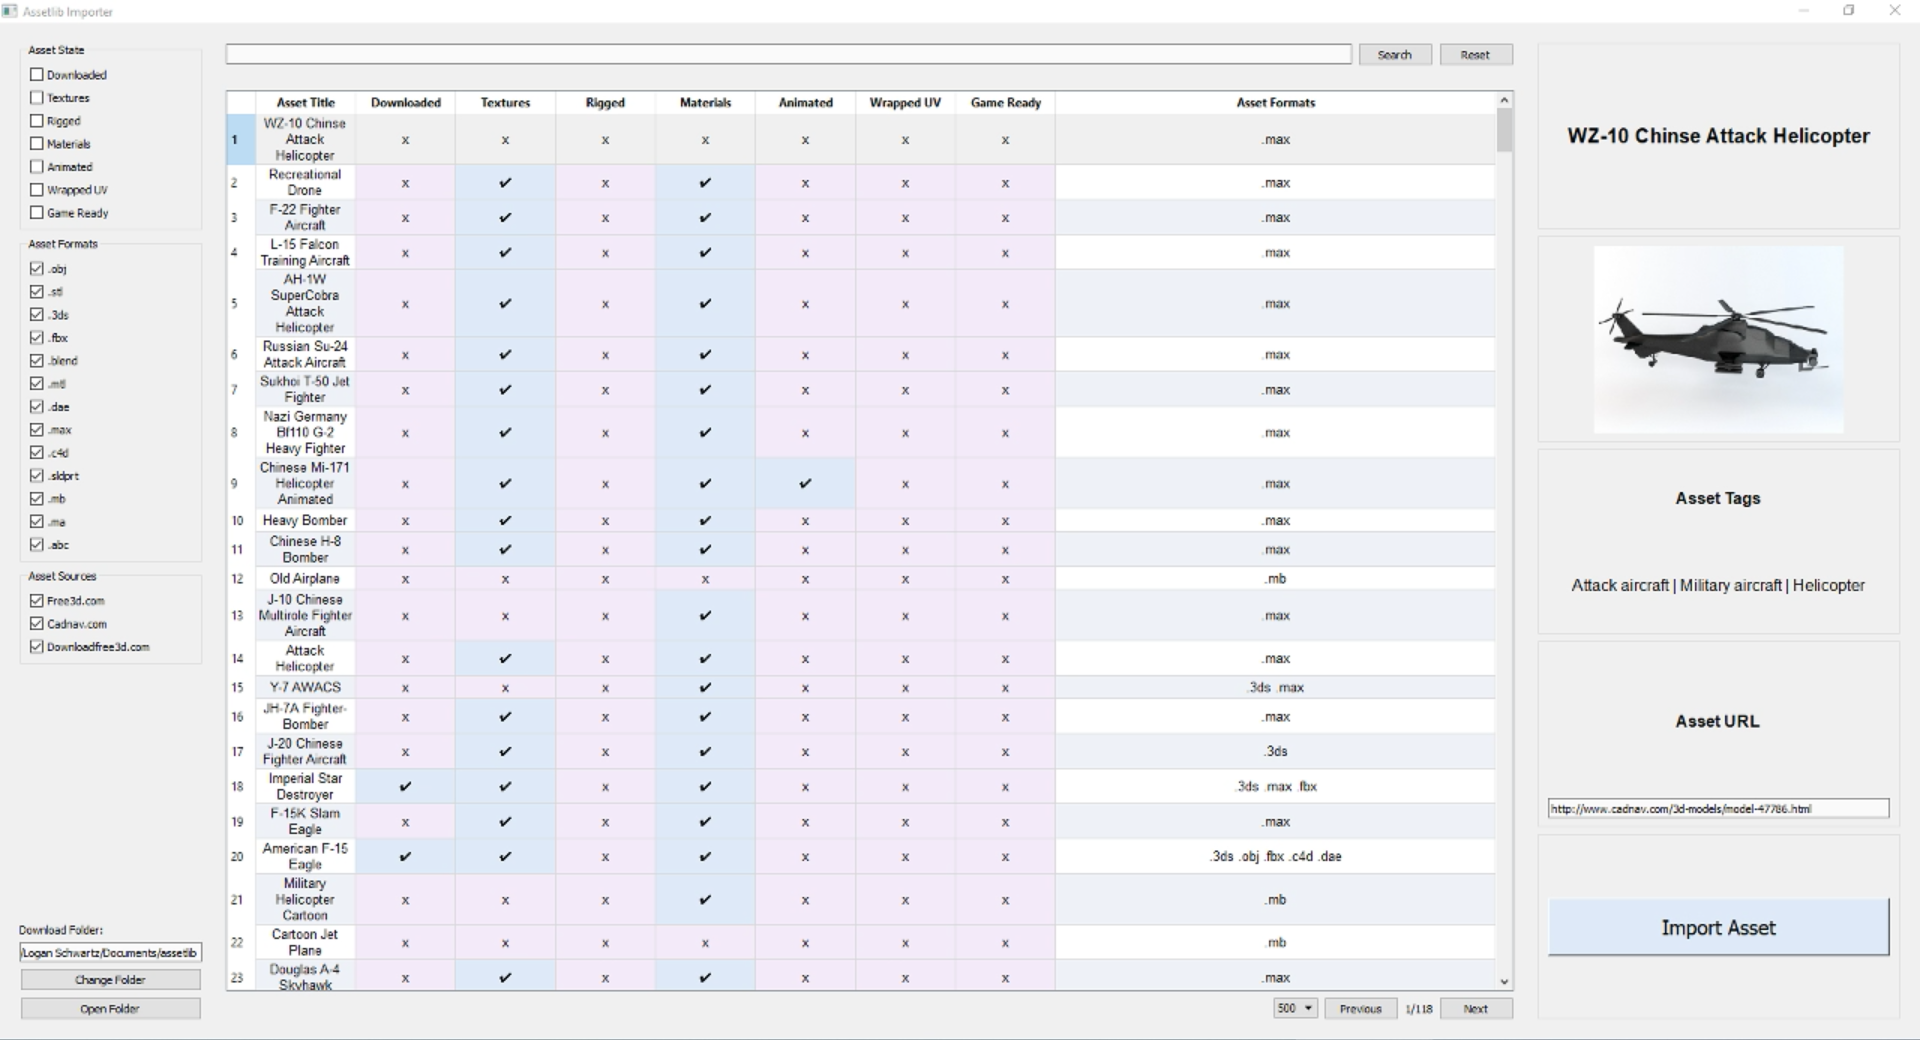 Assetlib Importer
Asset State
Downloaded
Textures
Rigged
Materials
Animated
Wrapped UV
Game Ready
Asset Formats
.obj
.stl
.3ds
.fbx
.blend
.mtl
.dae
.max
.c4d
.sldprt
.mb
.ma
.abc
Asset Sources
Free3d.com
Cadnav.com
Downloadfree3d.com
Download Folder:
/Logan Schwartz/Documents/assetlib
Change Folder
Open Folder
Search Reset
Asset Title Downloaded Textures Rigged Materials Animated Wrapped UV Game Ready Asset Formats
WZ-10 Chinse
1 Attack x x x x x x x .max
Helicopter
Recreational
2 x ✔ x ✔ x x x .max
Drone
F-22 Fighter
3 x ✔ x ✔ x x x .max
Aircraft
L-15 Falcon
4 x ✔ x ✔ x x x .max
Training Aircraft
AH-1W
SuperCobra
5 x ✔ x ✔ x x x .max
Attack
Helicopter
Russian Su-24
6 x ✔ x ✔ x x x .max
Attack Aircraft
Sukhoi T-50 Jet
7 x ✔ x ✔ x x x .max
Fighter
Nazi Germany
8 Bf110 G-2 x ✔ x ✔ x x x .max
Heavy Fighter
Chinese Mi-171
9 Helicopter x ✔ x ✔ ✔ x x .max
Animated
10 Heavy Bomber x ✔ x ✔ x x x .max
Chinese H-8
11 x ✔ x ✔ x x x .max
Bomber
12 Old Airplane x x x x x x x .mb
J-10 Chinese
13 Multirole Fighter x x x ✔ x x x .max
Aircraft
Attack
14 x ✔ x ✔ x x x .max
Helicopter
15 Y-7 AWACS x x x ✔ x x x .3ds .max
JH-7A Fighter-
16 x ✔ x ✔ x x x .max
Bomber
J-20 Chinese
17 x ✔ x ✔ x x x .3ds
Fighter Aircraft
Imperial Star
18 ✔ ✔ x ✔ x x x .3ds .max .fbx
Destroyer
F-15K Slam
19 x ✔ x ✔ x x x .max
Eagle
American F-15
20 ✔ ✔ x ✔ x x x .3ds .obj .fbx .c4d .dae
Eagle
Military
21 Helicopter x x x ✔ x x x .mb
Cartoon
Cartoon Jet
22 x x x x x x x .mb
Plane
Douglas A-4
23 x ✔ x ✔ x x x .max
Skyhawk
500 Previous 1/118 Next
WZ-10 Chinse Attack Helicopter
Asset Tags
Attack aircraft | Military aircraft | Helicopter
Asset URL
http://www.cadnav.com/3d-models/model-47786.html
Import Asset